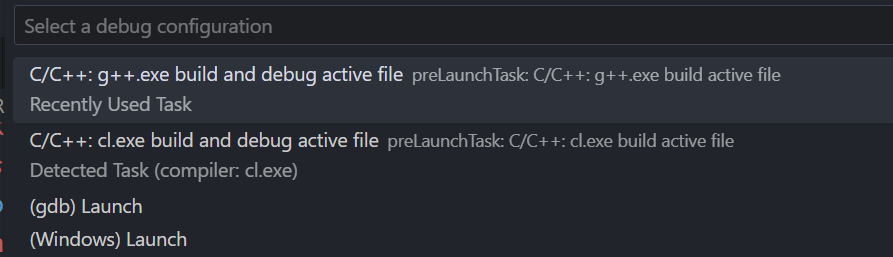 Select a debug configuration
C/C++: g++.exe build and debug active file preLaunchTask: C/C++: g++.exe build active file
Recently Used Task
C/C++: cl.exe build and debug active file preLaunchTask: C/C++: cl.exe build active file
Detected Task (compiler: cl.exe)
(gdb) Launch
(Windows) Launch